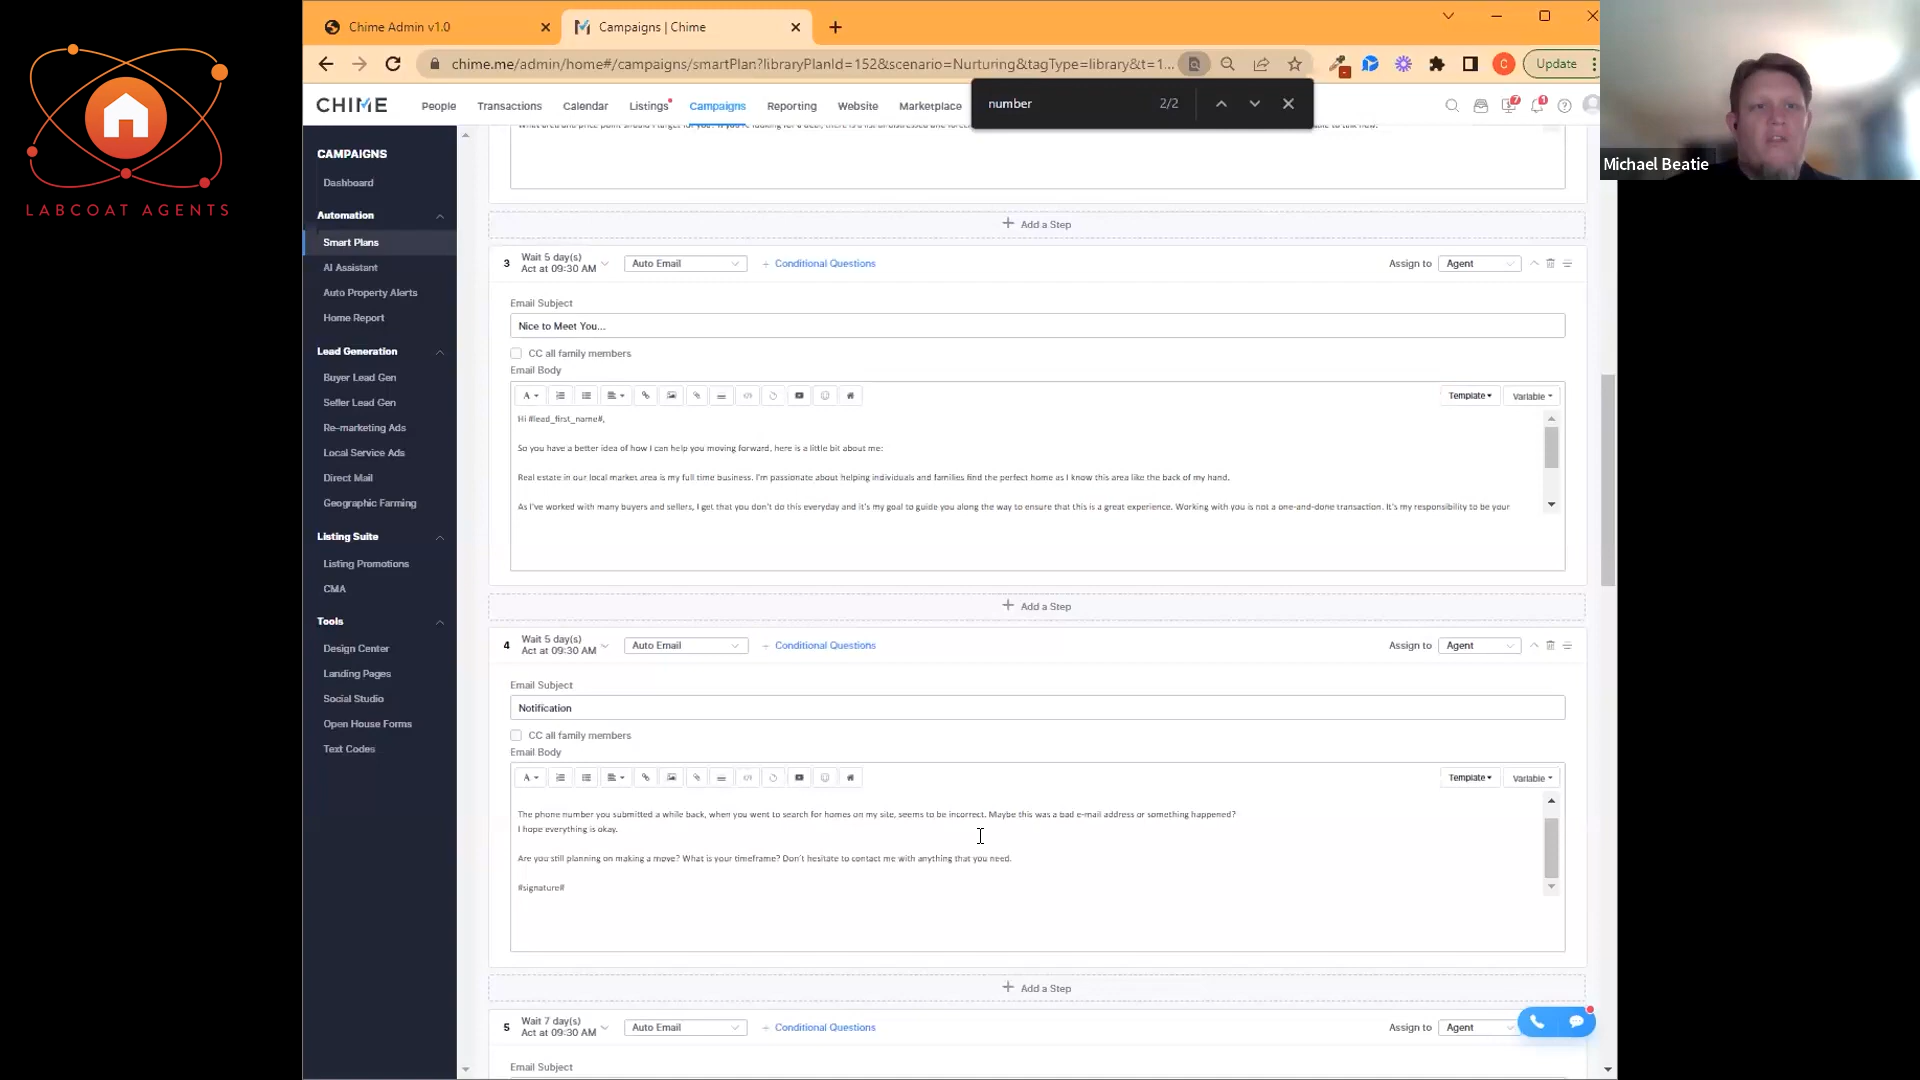 Chime Admin v1.0
Campaigns | Chime
chime.me/admin/home#/campaigns/smartPlan?libraryPlanId=152&scenario=Nurturing&tagType=library&t=1...
C
Update
number
2/2
CHIME
People
Transactions
Calendar
Listings
Campaigns
Reporting
Website
Marketplace
7
1
Michael Beatie
LABCOAT AGENTS
CAMPAIGNS
Dashboard
Automation
Smart Plans
AI Assistant
Auto Property Alerts
Home Report
Lead Generation
Buyer Lead Gen
Seller Lead Gen
Re-marketing Ads
Local Service Ads
Direct Mail
Geographic Farming
Listing Suite
Listing Promotions
CMA
Tools
Design Center
Landing Pages
Social Studio
Open House Forms
Text Codes
+ Add a Step
3
Wait 5 day(s)
Act at 09:30 AM
Auto Email
+ Conditional Questions
Assign to
Agent
Email Subject
Nice to Meet You...
CC all family members
Email Body
Template
Variable
Hi #lead_first_name#,
So you have a better idea of how I can help you moving forward, here is a little bit about me:
Real estate in our local market area is my full time business. I'm passionate about helping individuals and families find the perfect home as I know this area like the back of my hand.
As I've worked with many buyers and sellers, I get that you don't do this everyday and it's my goal to guide you along the way to ensure that this is a great experience. Working with you is not a one-and-done transaction. It's my responsibility to be your
+ Add a Step
4
Wait 5 day(s)
Act at 09:30 AM
Auto Email
+ Conditional Questions
Assign to
Agent
Email Subject
Notification
CC all family members
Email Body
Template
Variable
The phone number you submitted a while back, when you went to search for homes on my site, seems to be incorrect. Maybe this was a bad e-mail address or something happened?
I hope everything is okay.
Are you still planning on making a move? What is your timeframe? Don't hesitate to contact me with anything that you need.
#signature#
+ Add a Step
5
Wait 7 day(s)
Act at 09:30 AM
Auto Email
+ Conditional Questions
Assign to
Agent
Email Subject